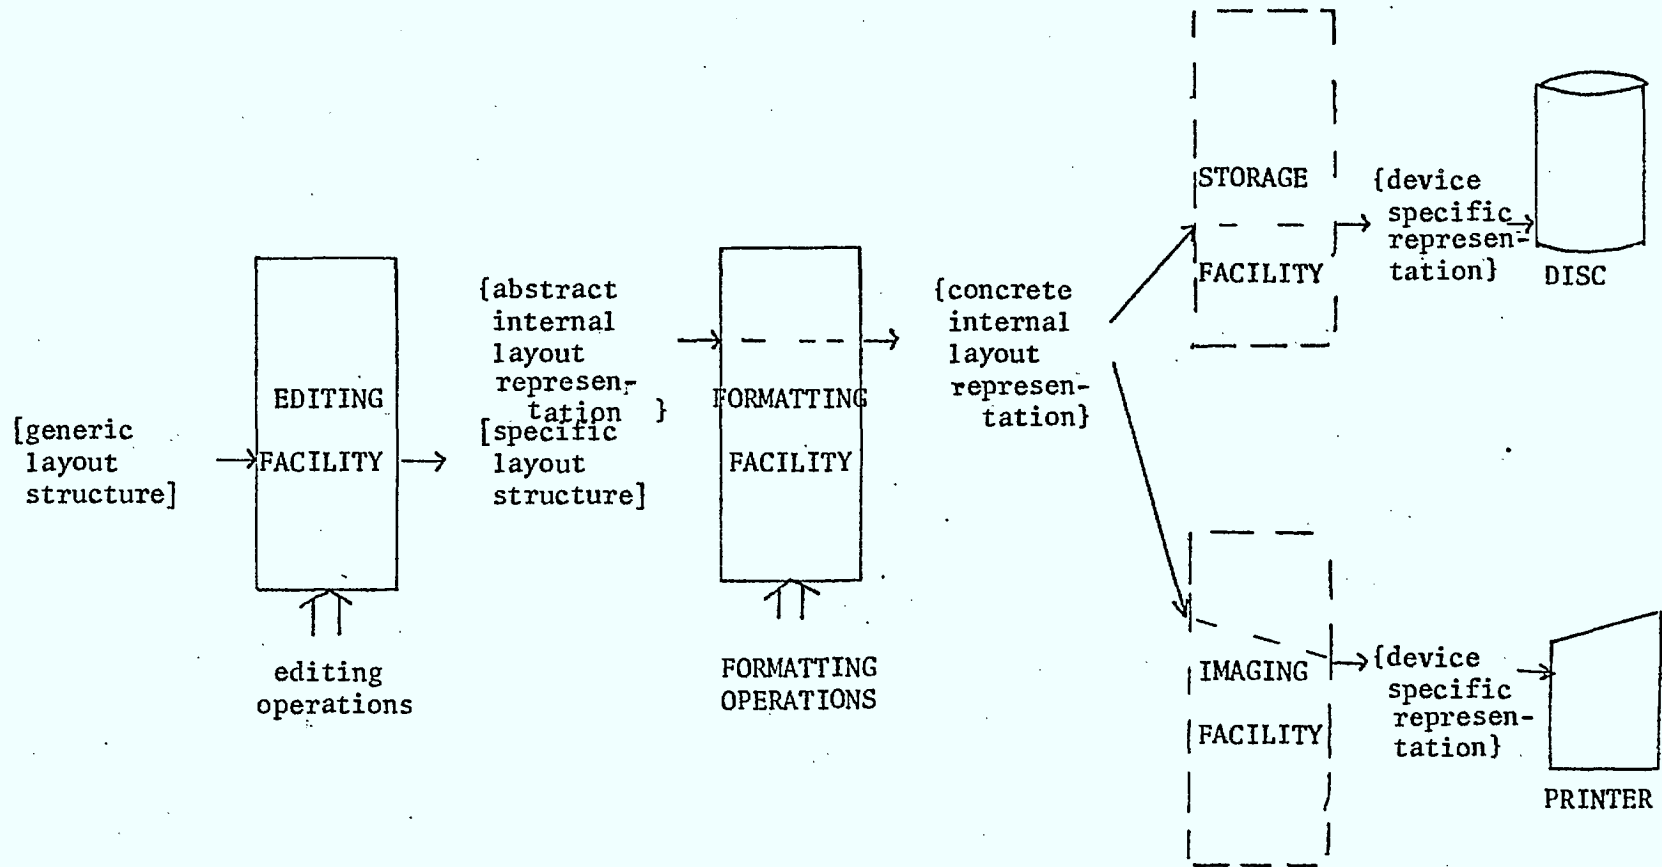 [generic
layout
structure]
EDITING
FACILITY
editing
operations
{abstract
internal
layout
represen-
tation }
[specific
layout
structure]
FORMATTING
FACILITY
FORMATTING
OPERATIONS
{concrete
internal
layout
represen-
tation}
STORAGE
FACILITY
{device
specific
represen-
tation}
DISC
IMAGING
FACILITY
{device
specific
represen-
tation}
PRINTER